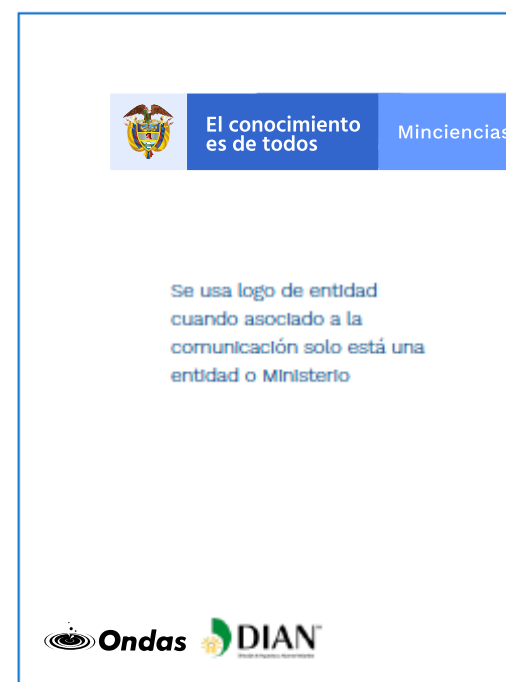 El conocimiento
es de todos
Minciencias
Se usa logo de entidad
cuando asociado a la
comunicación solo está una
entidad o Ministerio
Ondas
DIAN